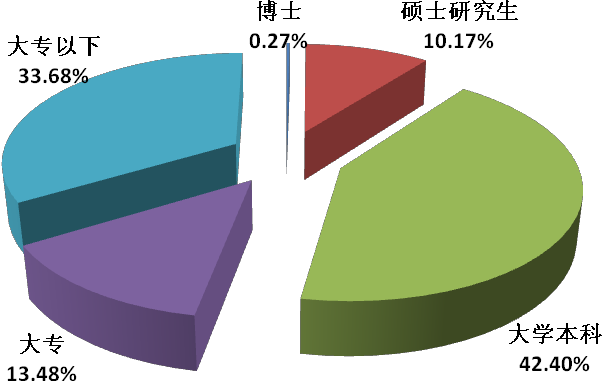 博士
0.27%
硕士研究生
10.17%
大专以下
33.68%
大学本科
42.40%
大专
13.48%